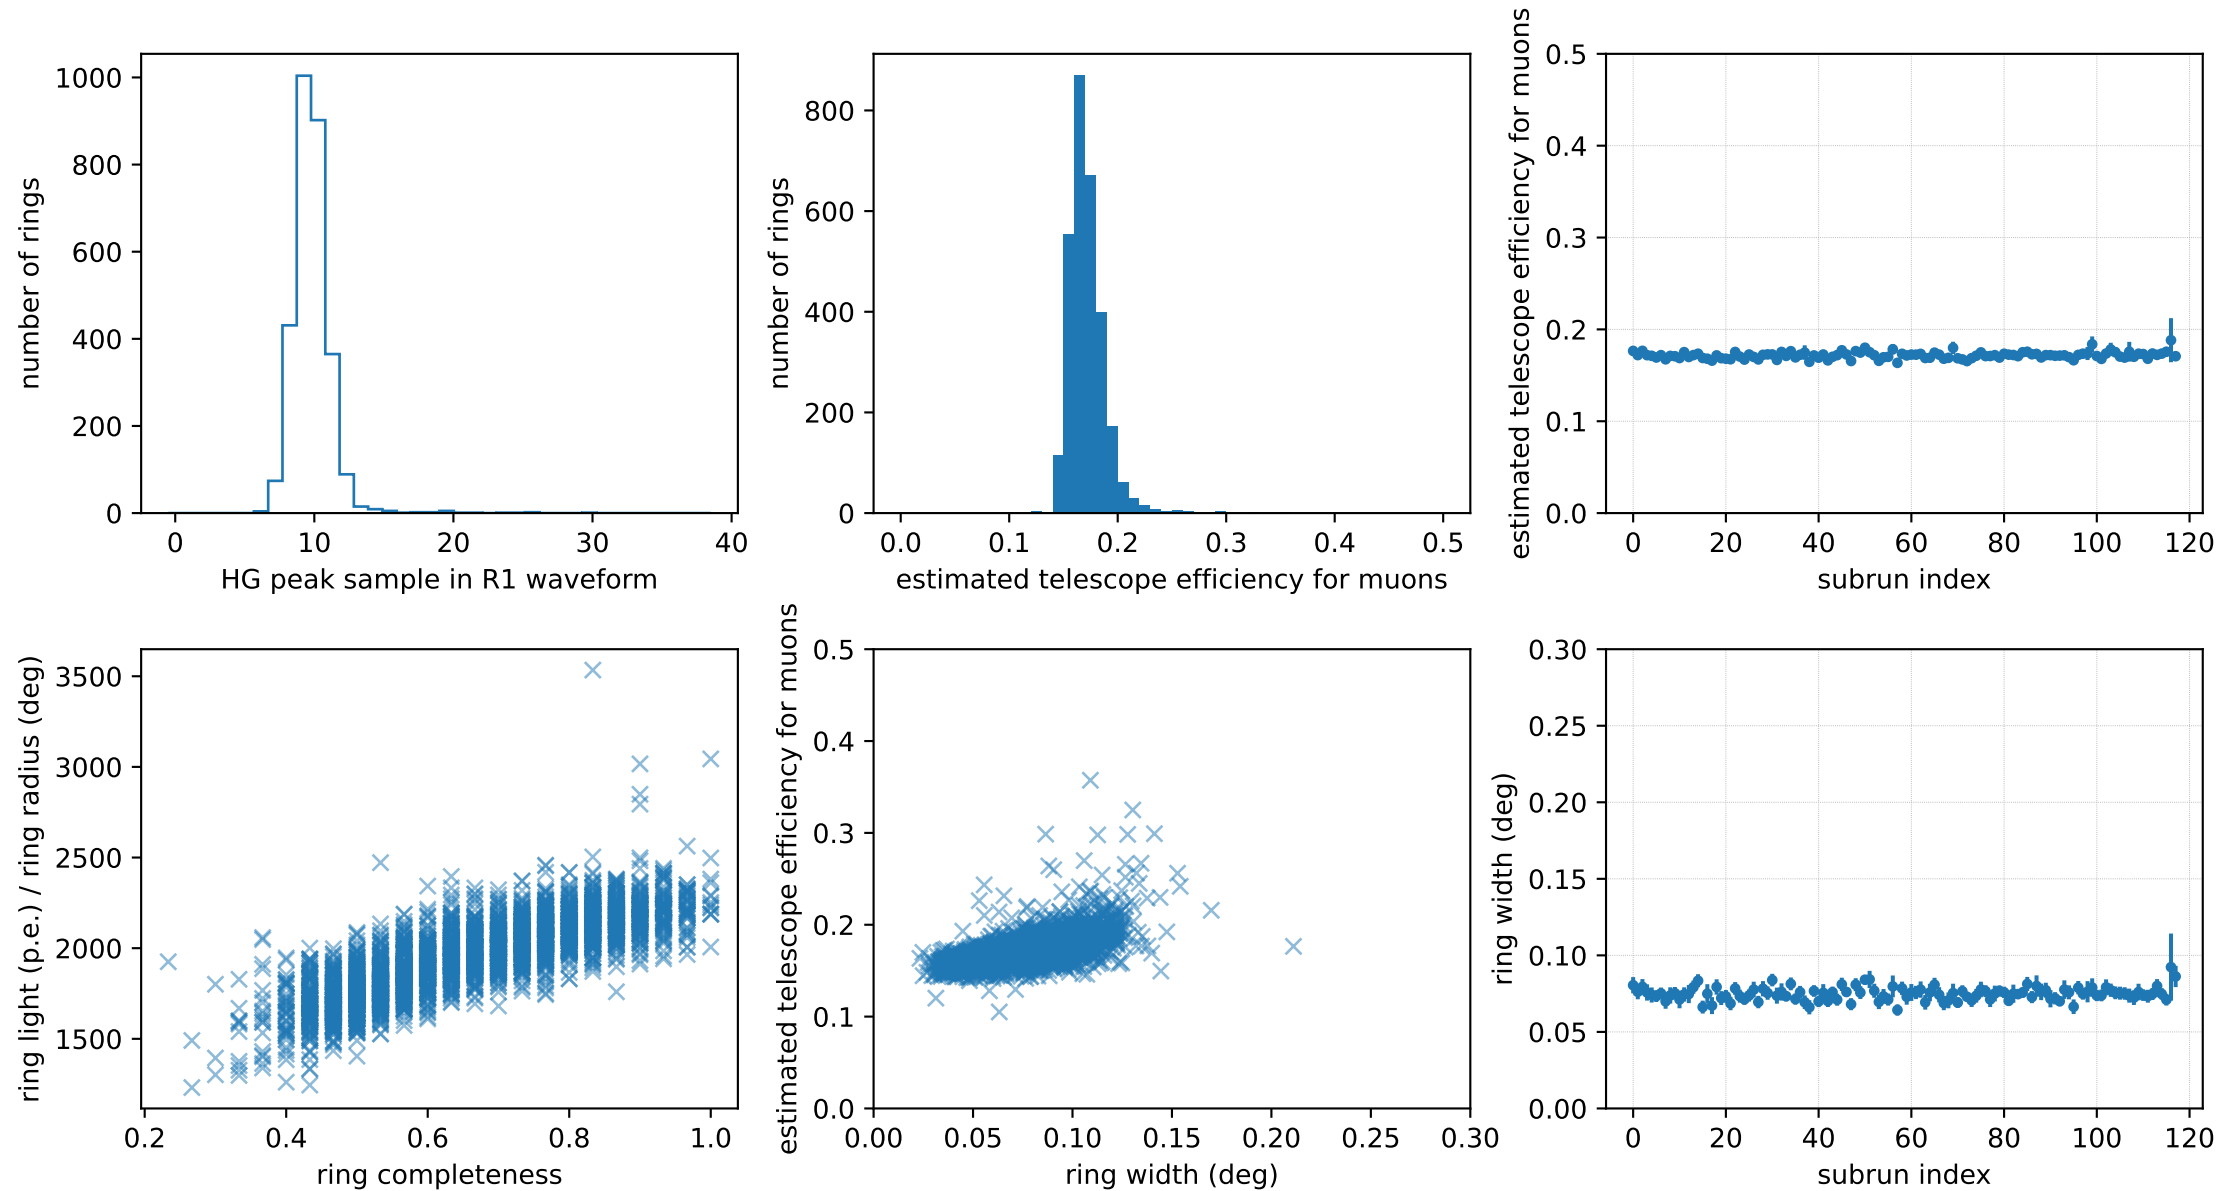 1000
800
600
400
200
0
number of rings
0 10 20 30 40
HG peak sample in R1 waveform
800
600
400
200
0
number of rings
0.0 0.1 0.2 0.3 0.4 0.5
estimated telescope efficiency for muons
0.5
0.4
0.3
0.2
0.1
0.0
estimated telescope efficiency for muons
0 20 40 60 80 100 120
subrun index
3500
3000
2500
2000
1500
ring light (p.e.) / ring radius (deg)
0.2 0.4 0.6 0.8 1.0
ring completeness
0.5
0.4
0.3
0.2
0.1
0.0
estimated telescope efficiency for muons
0.00 0.05 0.10 0.15 0.20 0.25 0.30
ring width (deg)
0.30
0.25
0.20
0.15
0.10
0.05
0.00
ring width (deg)
0 20 40 60 80 100 120
subrun index